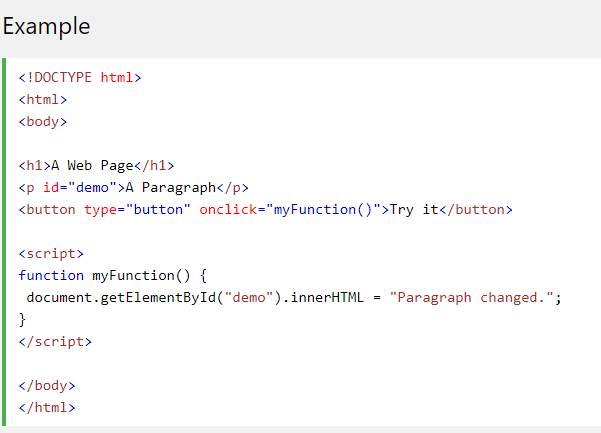 Example
<!DOCTYPE html>
<html>
<body>
<h1>A Web Page</h1>
<p id="demo">A Paragraph</p>
<button type="button" onclick="myFunction()">Try it</button>
<script>
function myFunction() {
 document.getElementById("demo").innerHTML = "Paragraph changed.";
}
</script>
</body>
</html>